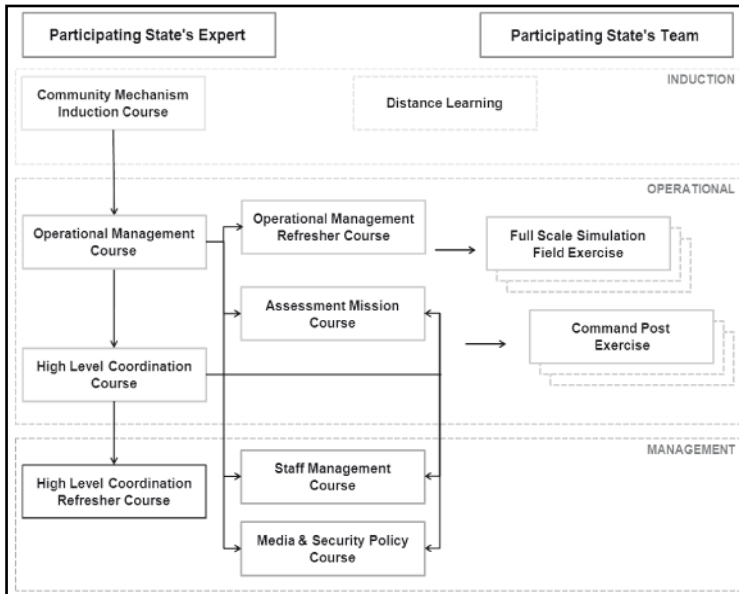 Participating State's Expert
Participating State's Team
INDUCTION
Community Mechanism
Induction Course
Distance Learning
OPERATIONAL
Operational Management
Course
Operational Management
Refresher Course
Full Scale Simulation
Field Exercise
Assessment Mission
Course
Command Post
Exercise
High Level Coordination
Course
MANAGEMENT
High Level Coordination
Refresher Course
Staff Management
Course
Media & Security Policy
Course